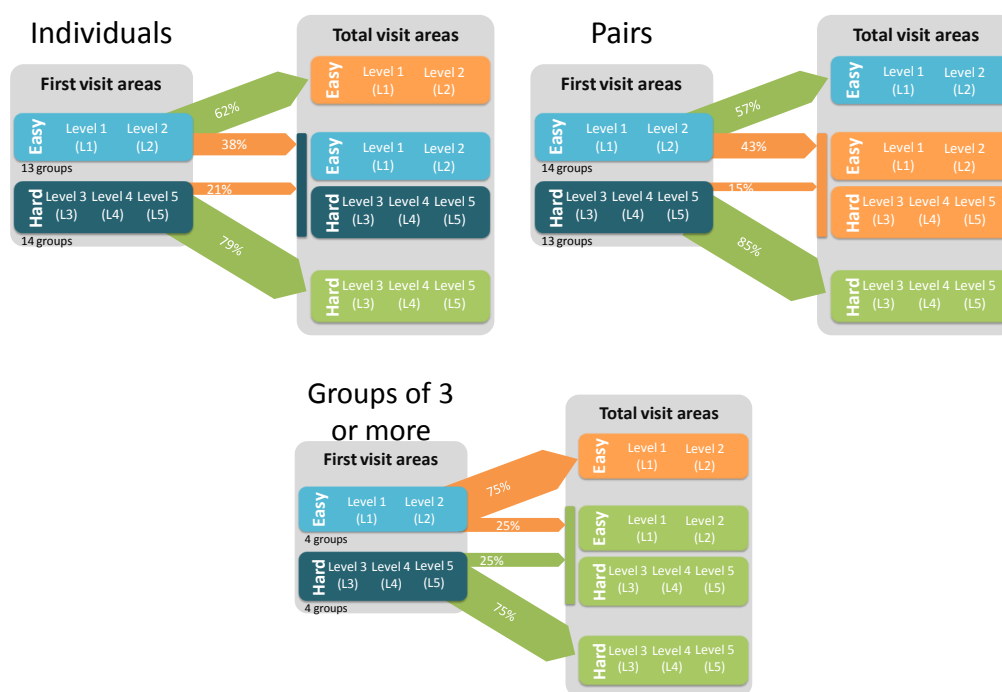 Individuals
First visit areas
Easy
Level 1 Level 2
(L1) (L2)
13 groups
Hard
Level 3 Level 4 Level 5
(L3) (L4) (L5)
14 groups
62%
38%
21%
79%
Total visit areas
Easy
Level 1 Level 2
(L1) (L2)
Easy
Level 1 Level 2
(L1) (L2)
Hard
Level 3 Level 4 Level 5
(L3) (L4) (L5)
Hard
Level 3 Level 4 Level 5
(L3) (L4) (L5)
Pairs
First visit areas
Easy
Level 1 Level 2
(L1) (L2)
14 groups
Hard
Level 3 Level 4 Level 5
(L3) (L4) (L5)
13 groups
57%
43%
15%
85%
Total visit areas
Easy
Level 1 Level 2
(L1) (L2)
Easy
Level 1 Level 2
(L1) (L2)
Hard
Level 3 Level 4 Level 5
(L3) (L4) (L5)
Hard
Level 3 Level 4 Level 5
(L3) (L4) (L5)
Groups of 3
or more
First visit areas
Easy
Level 1 Level 2
(L1) (L2)
4 groups
Hard
Level 3 Level 4 Level 5
(L3) (L4) (L5)
4 groups
75%
25%
25%
75%
Total visit areas
Easy
Level 1 Level 2
(L1) (L2)
Easy
Level 1 Level 2
(L1) (L2)
Hard
Level 3 Level 4 Level 5
(L3) (L4) (L5)
Hard
Level 3 Level 4 Level 5
(L3) (L4) (L5)